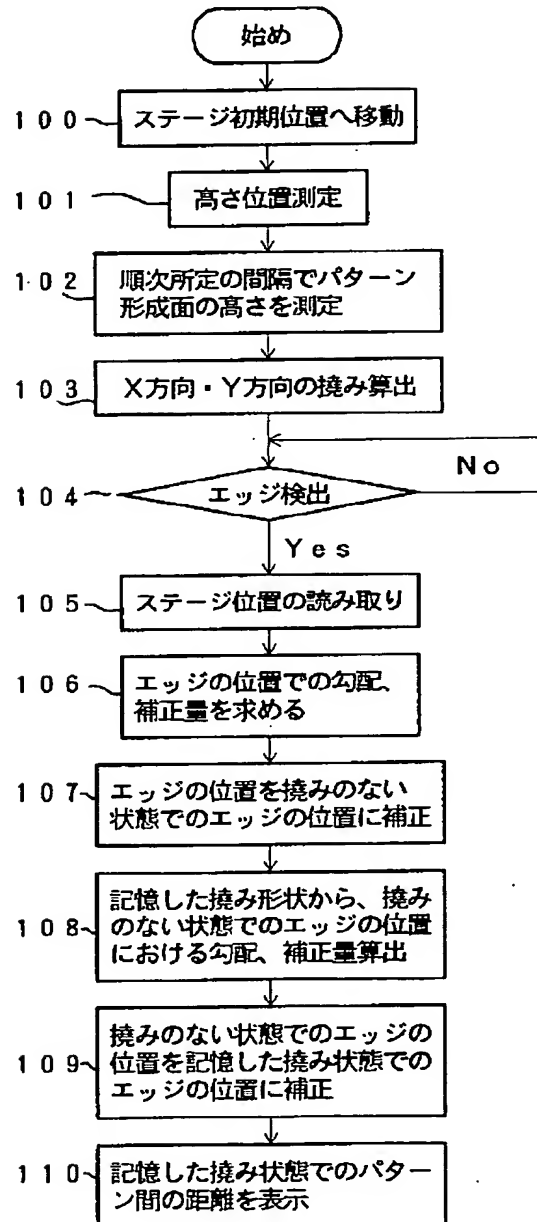 始め
100
ステージ初期位置へ移動
101
高さ位置測定
102
順次所定の間隔でパターン
形成面の高さを測定
103
X方向・Y方向の撓み算出
104
エッジ検出
No
Yes
105
ステージ位置の読み取り
106
エッジの位置での勾配、
補正量を求める
107
エッジの位置を撓みのない
状態でのエッジの位置に補正
108
記憶した撓み形状から、撓み
のない状態でのエッジの位置
における勾配、補正量算出
109
撓みのない状態でのエッジの
位置を記憶した撓み状態での
エッジの位置に補正
110
記憶した撓み状態でのパター
ン間の距離を表示